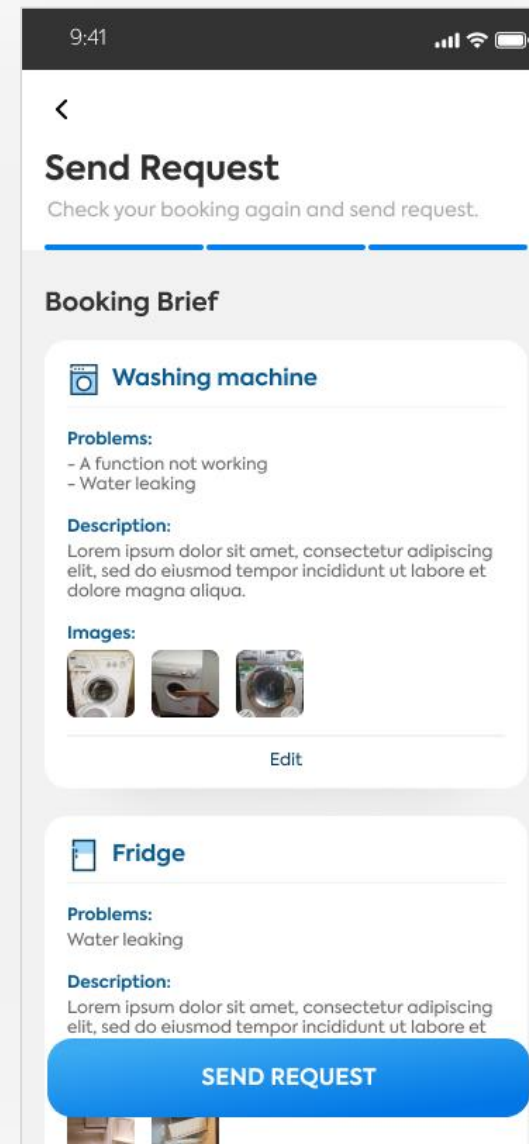 9:41
Send Request
Check your booking again and send request.
Booking Brief
Washing machine
Problems:
- A function not working
- Water leaking
Description:
Lorem ipsum dolor sit amet, consectetur adipiscing
elit, sed do eiusmod tempor incididunt ut labore et
dolore magna aliqua.
Images:
Edit
Fridge
Problems:
Water leaking
Description:
Lorem ipsum dolor sit amet, consectetur adipiscing
elit, sed do eiusmod tempor incididunt ut labore et
SEND REQUEST